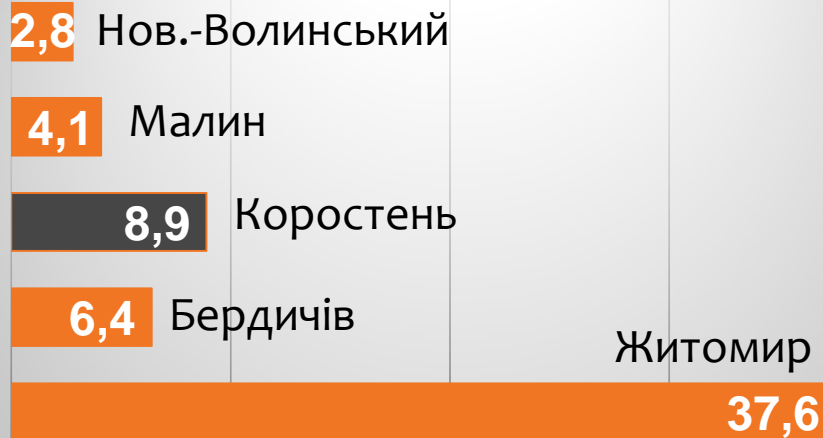 2,8 Нов.-Волинський
4,1 Малин
8,9 Коростень
6,4 Бердичів
Житомир
37,6